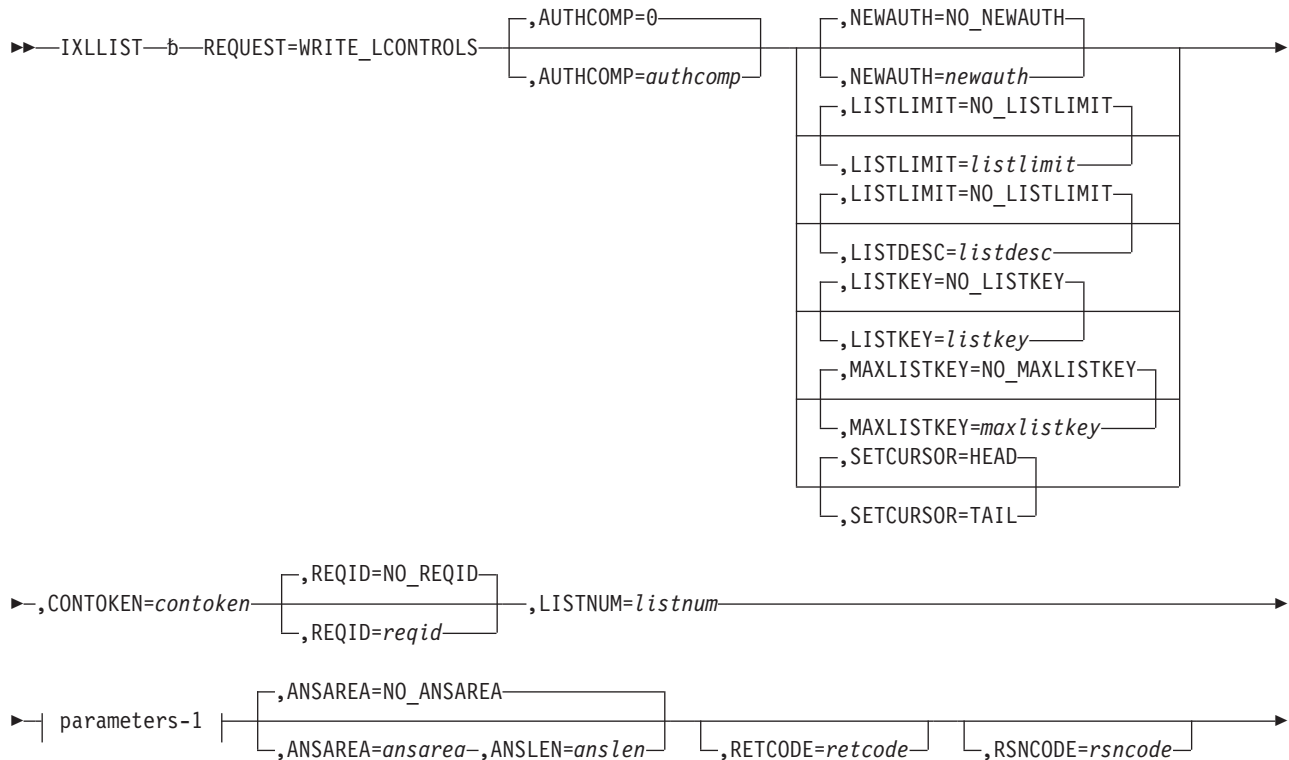 ,AUTHCOMP=0 ,NEWAUTH=NO_NEWAUTH
IXLLIST ƀ REQUEST=WRITE_LCONTROLS
,AUTHCOMP=authcomp ,NEWAUTH=newauth
,LISTLIMIT=NO_LISTLIMIT
,LISTLIMIT=listlimit
,LISTLIMIT=NO_LISTLIMIT
,LISTDESC=listdesc
,LISTKEY=NO_LISTKEY
,LISTKEY=listkey
,MAXLISTKEY=NO_MAXLISTKEY
,MAXLISTKEY=maxlistkey
,SETCURSOR=HEAD
,SETCURSOR=TAIL
,REQID=NO_REQID
,CONTOKEN=contoken ,LISTNUM=listnum
,REQID=reqid
,ANSAREA=NO_ANSAREA
parameters-1
,ANSAREA=ansarea ,ANSLEN=anslen ,RETCODE=retcode ,RSNCODE=rsncode